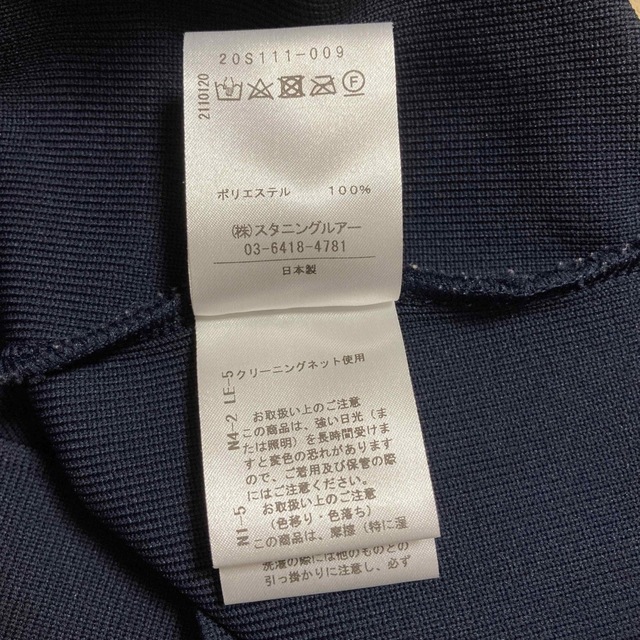 20S111-009
2110I20
F
ポリエステル 100%
(株)スタニングルアー
03-6418-4781
日本製
クリーニングネット使用
N4-2 LE-5
お取扱い上のご注意
この商品は、強い日光(ま
たは照明)を長時間受けま
すと変色の恐れがあります
ので、ご着用及び保管の際
にはご注意ください。
N1-5
お取扱い上のご注意
(色移り・色落ち)
この商品は、摩擦(特に湿
洗濯の際には他のものとの
引っ掛かりに注意し、必ず